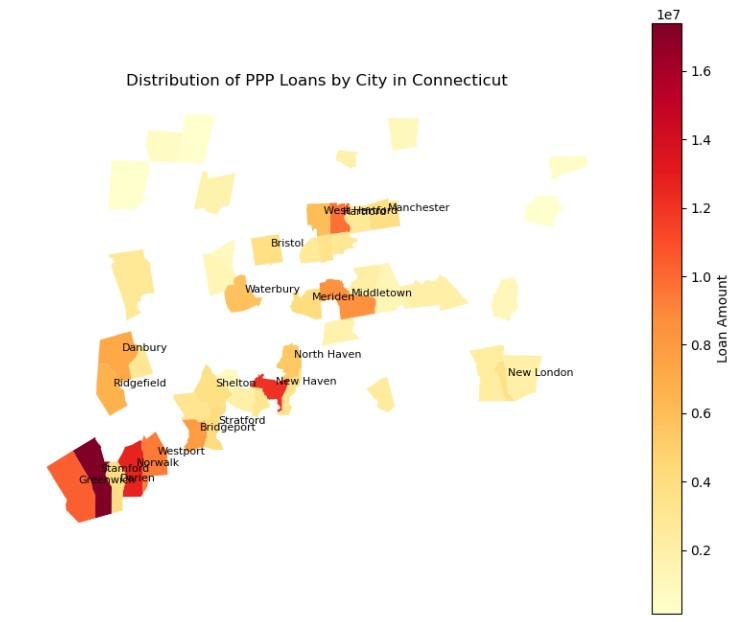 1e7
Distribution of PPP Loans by City in Connecticut
1.6
1.4
1.2
1.0
0.8
0.6
0.4
0.2
Loan Amount
West Hartford
Hartford
Manchester
Bristol
Waterbury
Meriden
Middletown
Danbury
North Haven
Ridgefield
Shelton
New Haven
New London
Stratford
Bridgeport
Westport
Norwalk
Stamford
Greenwich
Darien